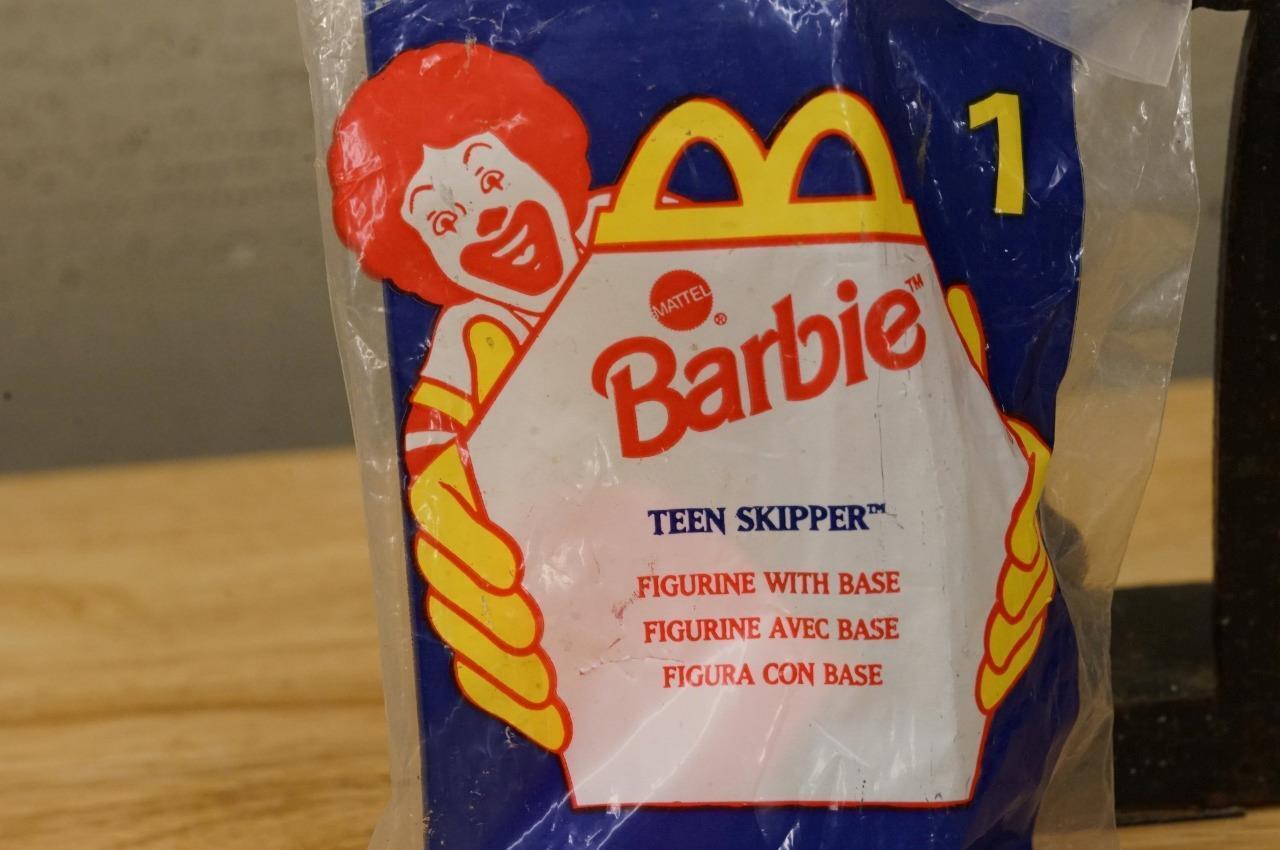 1
MATTEL®
Barbie™
TEEN SKIPPER™
FIGURINE WITH BASE
FIGURINE AVEC BASE
FIGURA CON BASE